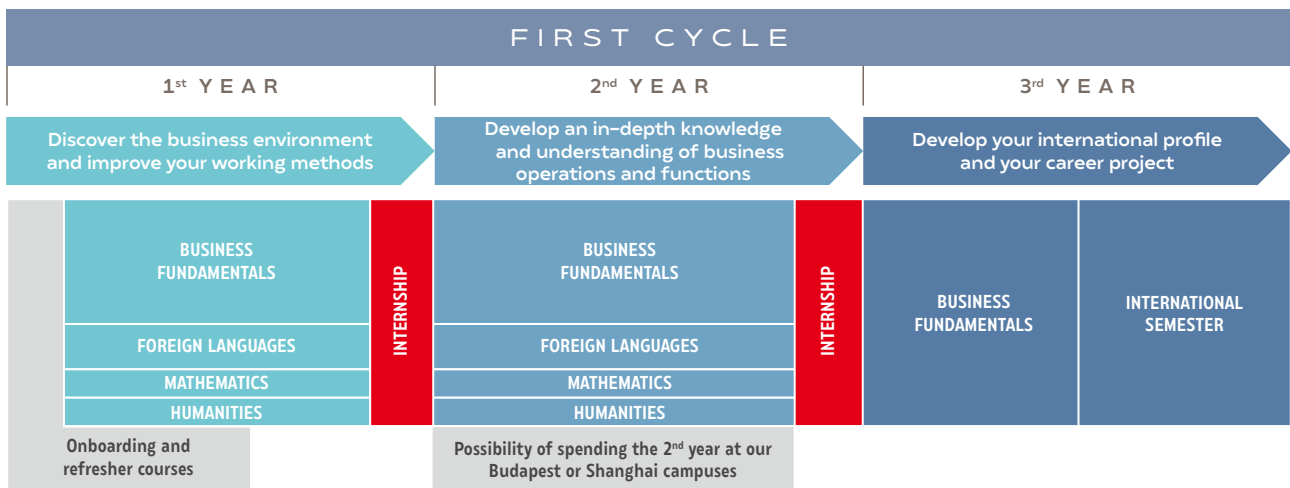 FIRST CYCLE
1st YEAR
2nd YEAR
3rd YEAR
Discover the business environment
and improve your working methods
Develop an in-depth knowledge
and understanding of business
operations and functions
Develop your international profile
and your career project
BUSINESS
FUNDAMENTALS
FOREIGN LANGUAGES
MATHEMATICS
HUMANITIES
INTERNSHIP
BUSINESS
FUNDAMENTALS
FOREIGN LANGUAGES
MATHEMATICS
HUMANITIES
INTERNSHIP
BUSINESS
FUNDAMENTALS
INTERNATIONAL
SEMESTER
Onboarding and
refresher courses
Possibility of spending the 2nd year at our
Budapest or Shanghai campuses